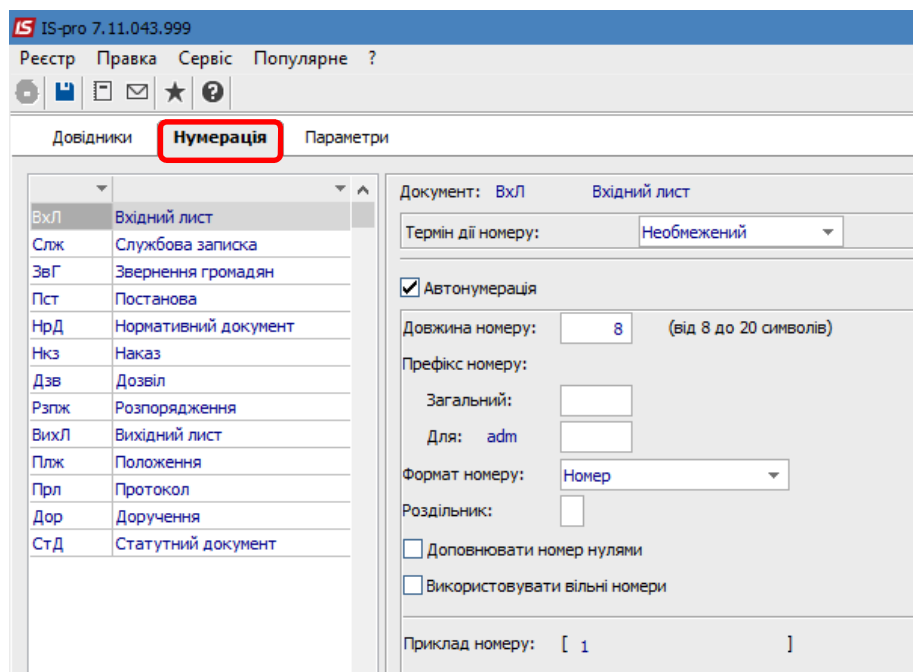 IS-pro 7.11.043.999
Реєстр Правка Сервіс Популярне ?
Довідники Нумерація Параметри
ВхЛ Вхідний лист
Слж Службова записка
ЗвГ Звернення громадян
Пст Постанова
НрД Нормативний документ
Нкз Наказ
Дзв Дозвіл
Рзпж Розпорядження
ВихЛ Вихідний лист
Плж Положення
Прл Протокол
Дор Доручення
СтД Статутний документ
Документ: ВхЛ Вхідний лист
Термін дії номеру: Необмежений
Автонумерація
Довжина номеру: 8 (від 8 до 20 символів)
Префікс номеру:
Загальний:
Для: adm
Формат номеру: Номер
Роздільник:
Доповнювати номер нулями
Використовувати вільні номери
Приклад номеру: [ 1 ]